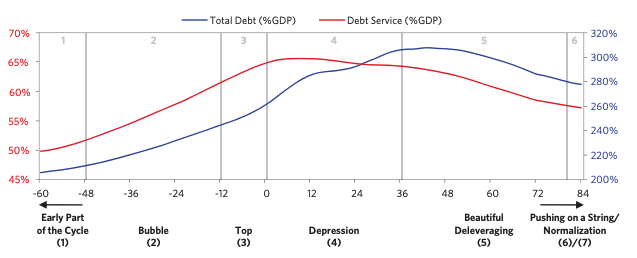 Total Debt (%GDP) Debt Service (%GDP)
70% 320%
1 2 3 4 5 6
65% 300%
60% 280%
260%
55% 240%
50% 220%
45% 200%
-60 -48 -36 -24 -12 0 12 24 36 48 60 72 84
Early Part
of the Cycle
(1)
Bubble
(2)
Top
(3)
Depression
(4)
Beautiful
Deleveraging
(5)
Pushing on a String/
Normalization
(6)/(7)